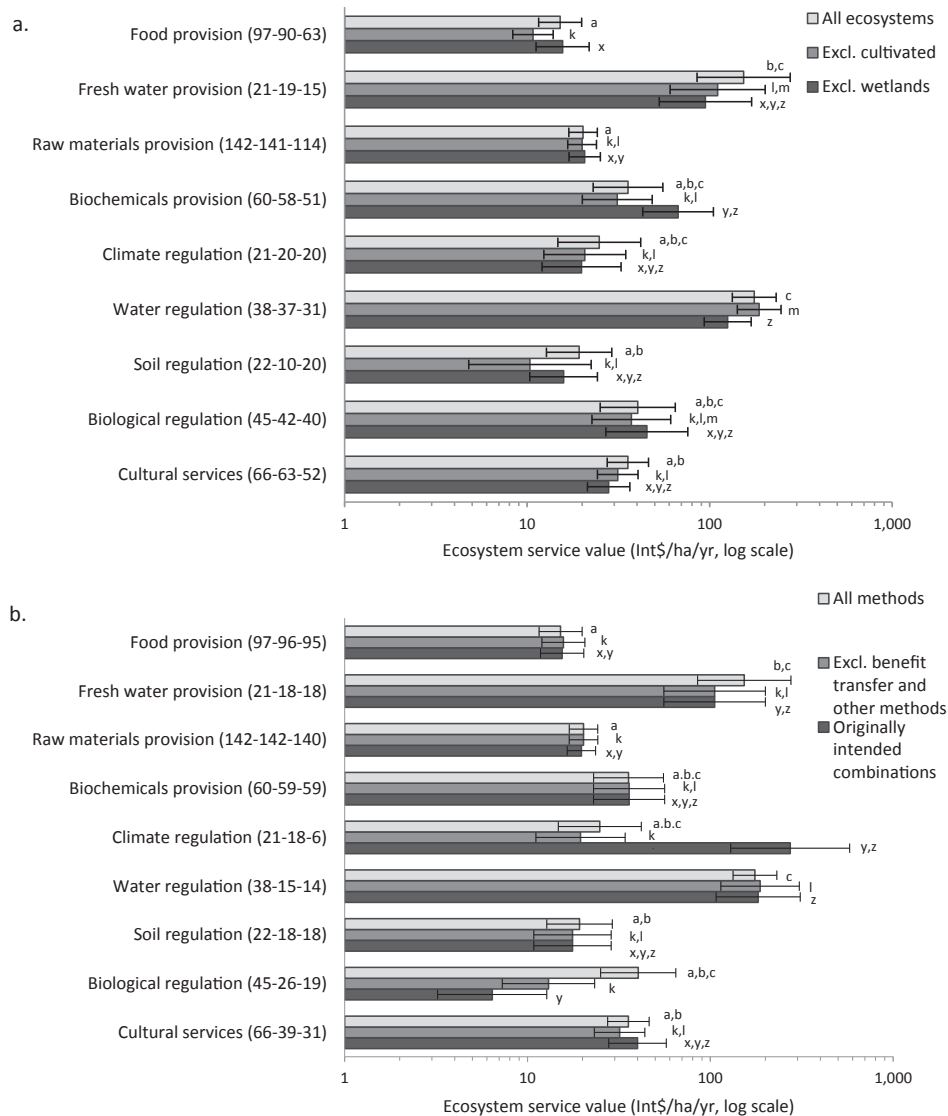 a.
All ecosystems
Excl. cultivated
Excl. wetlands
Food provision (97-90-63)
a
k
x
Fresh water provision (21-19-15)
b,c
l,m
x,y,z
Raw materials provision (142-141-114)
a
k,l
x,y
Biochemicals provision (60-58-51)
a,b,c
k,l
y,z
Climate regulation (21-20-20)
a,b,c
k,l
x,y,z
Water regulation (38-37-31)
c
m
z
Soil regulation (22-10-20)
a,b
k,l
x,y,z
Biological regulation (45-42-40)
a,b,c
k,l,m
x,y,z
Cultural services (66-63-52)
a,b
k,l
x,y,z
1 10 100 1,000
Ecosystem service value (Int$/ha/yr, log scale)
b.
All methods
Excl. benefit
transfer and
other methods
Originally
intended
combinations
Food provision (97-96-95)
a
k
x,y
Fresh water provision (21-18-18)
b,c
k,l
y,z
Raw materials provision (142-142-140)
a
k
x,y
Biochemicals provision (60-59-59)
a.b.c
k,l
x,y,z
Climate regulation (21-18-6)
a.b.c
k
y,z
Water regulation (38-15-14)
c
l
z
Soil regulation (22-18-18)
a,b
k,l
x,y,z
Biological regulation (45-26-19)
a,b,c
k
y
Cultural services (66-39-31)
a,b
k,l
x,y,z
1 10 100 1,000
Ecosystem service value (Int$/ha/yr, log scale)